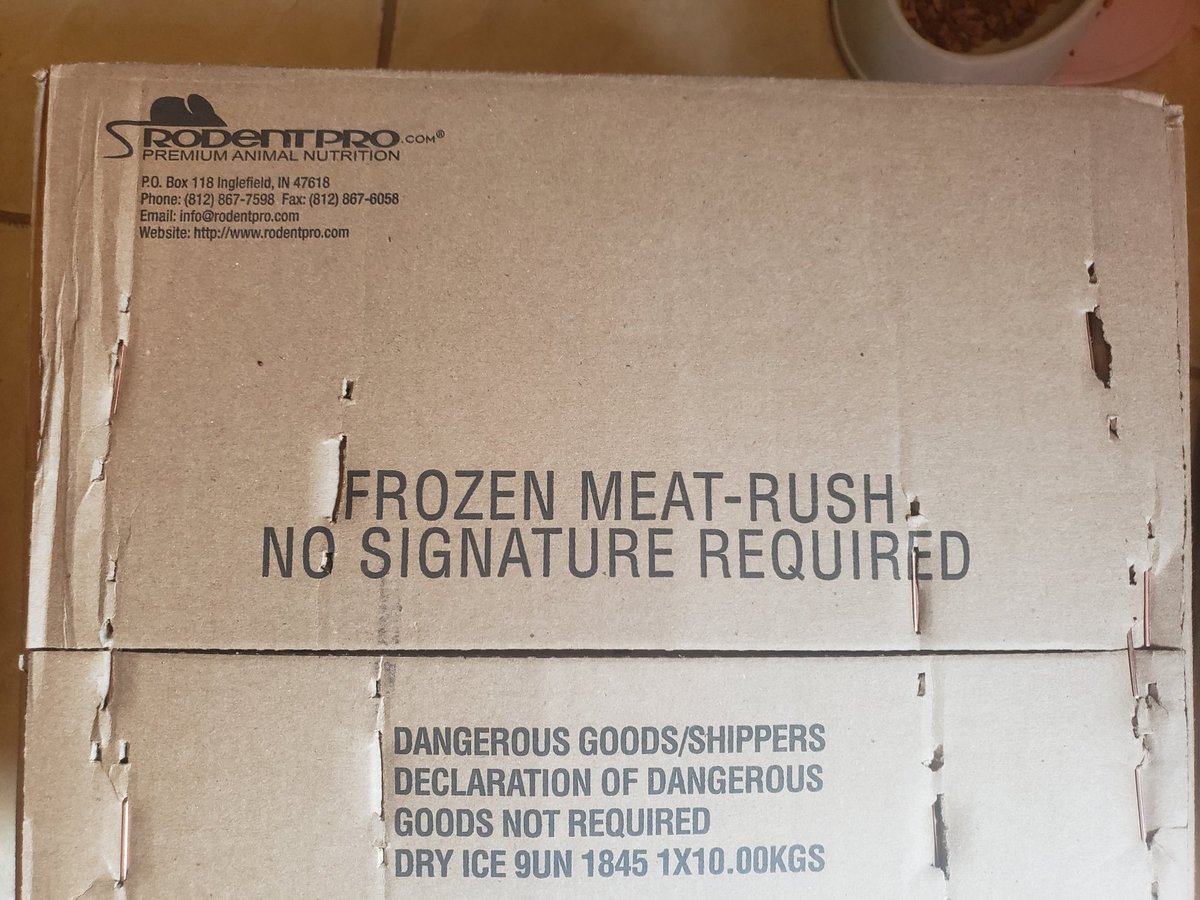 RODENTPRO.COM®
PREMIUM ANIMAL NUTRITION
P.O. Box 118 Inglefield, IN 47618
Phone: (812) 867-7598 Fax: (812) 867-6058
Email: info@rodentpro.com
Website: http://www.rodentpro.com
FROZEN MEAT-RUSH
NO SIGNATURE REQUIRED
DANGEROUS GOODS/SHIPPERS
DECLARATION OF DANGEROUS
GOODS NOT REQUIRED
DRY ICE 9UN 1845 1X10.00KGS